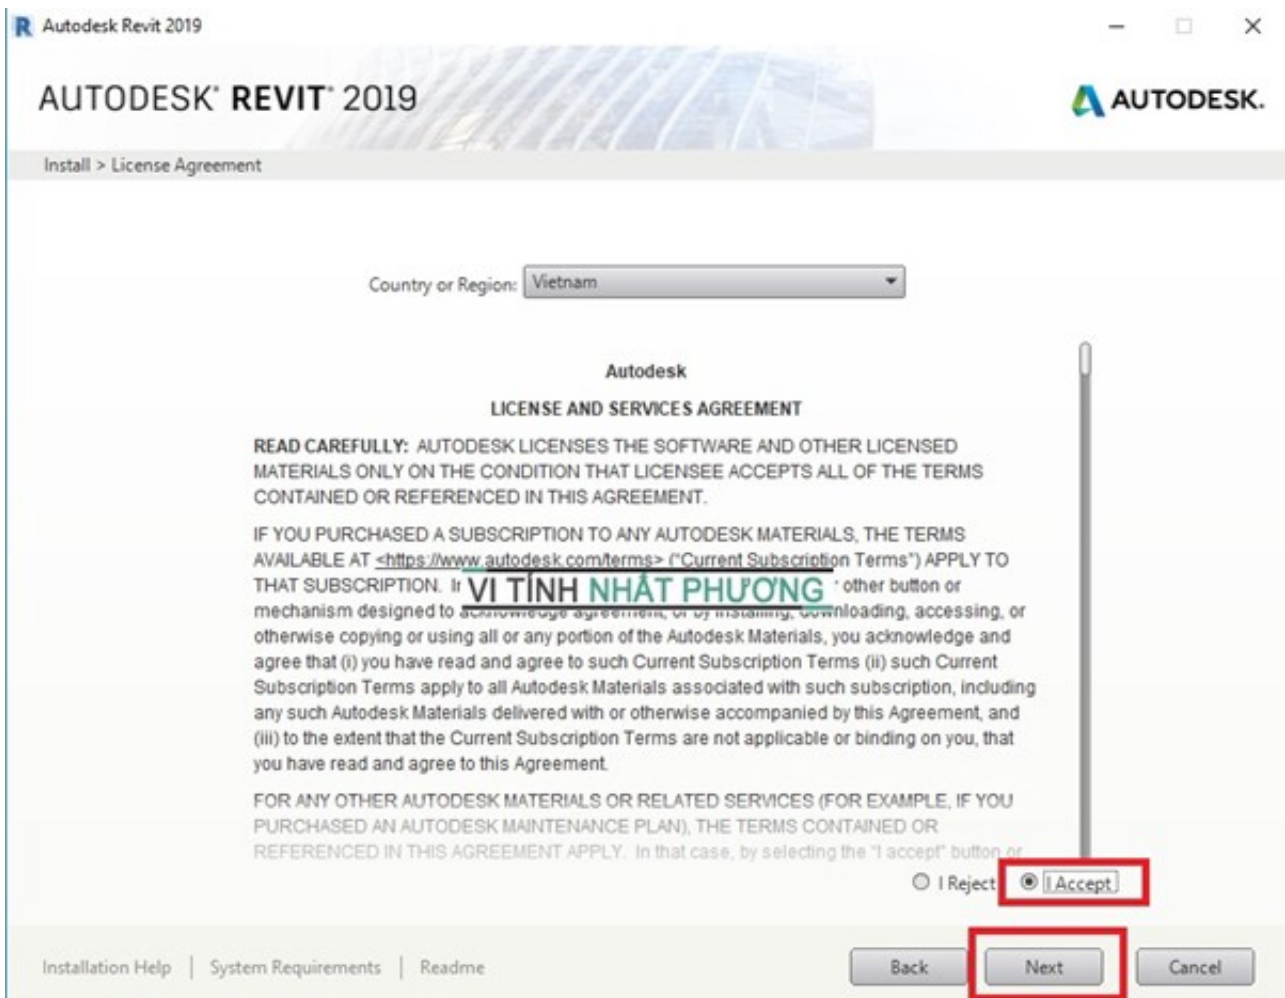 Autodesk Revit 2019
AUTODESK® REVIT® 2019
AUTODESK.
Install > License Agreement
Country or Region: Vietnam
Autodesk
LICENSE AND SERVICES AGREEMENT
READ CAREFULLY: AUTODESK LICENSES THE SOFTWARE AND OTHER LICENSED
MATERIALS ONLY ON THE CONDITION THAT LICENSEE ACCEPTS ALL OF THE TERMS
CONTAINED OR REFERENCED IN THIS AGREEMENT.
IF YOU PURCHASED A SUBSCRIPTION TO ANY AUTODESK MATERIALS, THE TERMS
AVAILABLE AT <https://www.autodesk.com/terms> ("Current Subscription Terms") APPLY TO
THAT SUBSCRIPTION. other button or
VI TÍNH NHẤT PHƯƠNG
mechanism designed to acknowledge agreement, or by installing, downloading, accessing, or
otherwise copying or using all or any portion of the Autodesk Materials, you acknowledge and
agree that (i) you have read and agree to such Current Subscription Terms (ii) such Current
Subscription Terms apply to all Autodesk Materials associated with such subscription, including
any such Autodesk Materials delivered with or otherwise accompanied by this Agreement, and
(iii) to the extent that the Current Subscription Terms are not applicable or binding on you, that
you have read and agree to this Agreement.
FOR ANY OTHER AUTODESK MATERIALS OR RELATED SERVICES (FOR EXAMPLE, IF YOU
PURCHASED AN AUTODESK MAINTENANCE PLAN), THE TERMS CONTAINED OR
REFERENCED IN THIS AGREEMENT APPLY. In that case, by selecting the "I accept" button or
I Reject I Accept
Installation Help | System Requirements | Readme Back Next Cancel